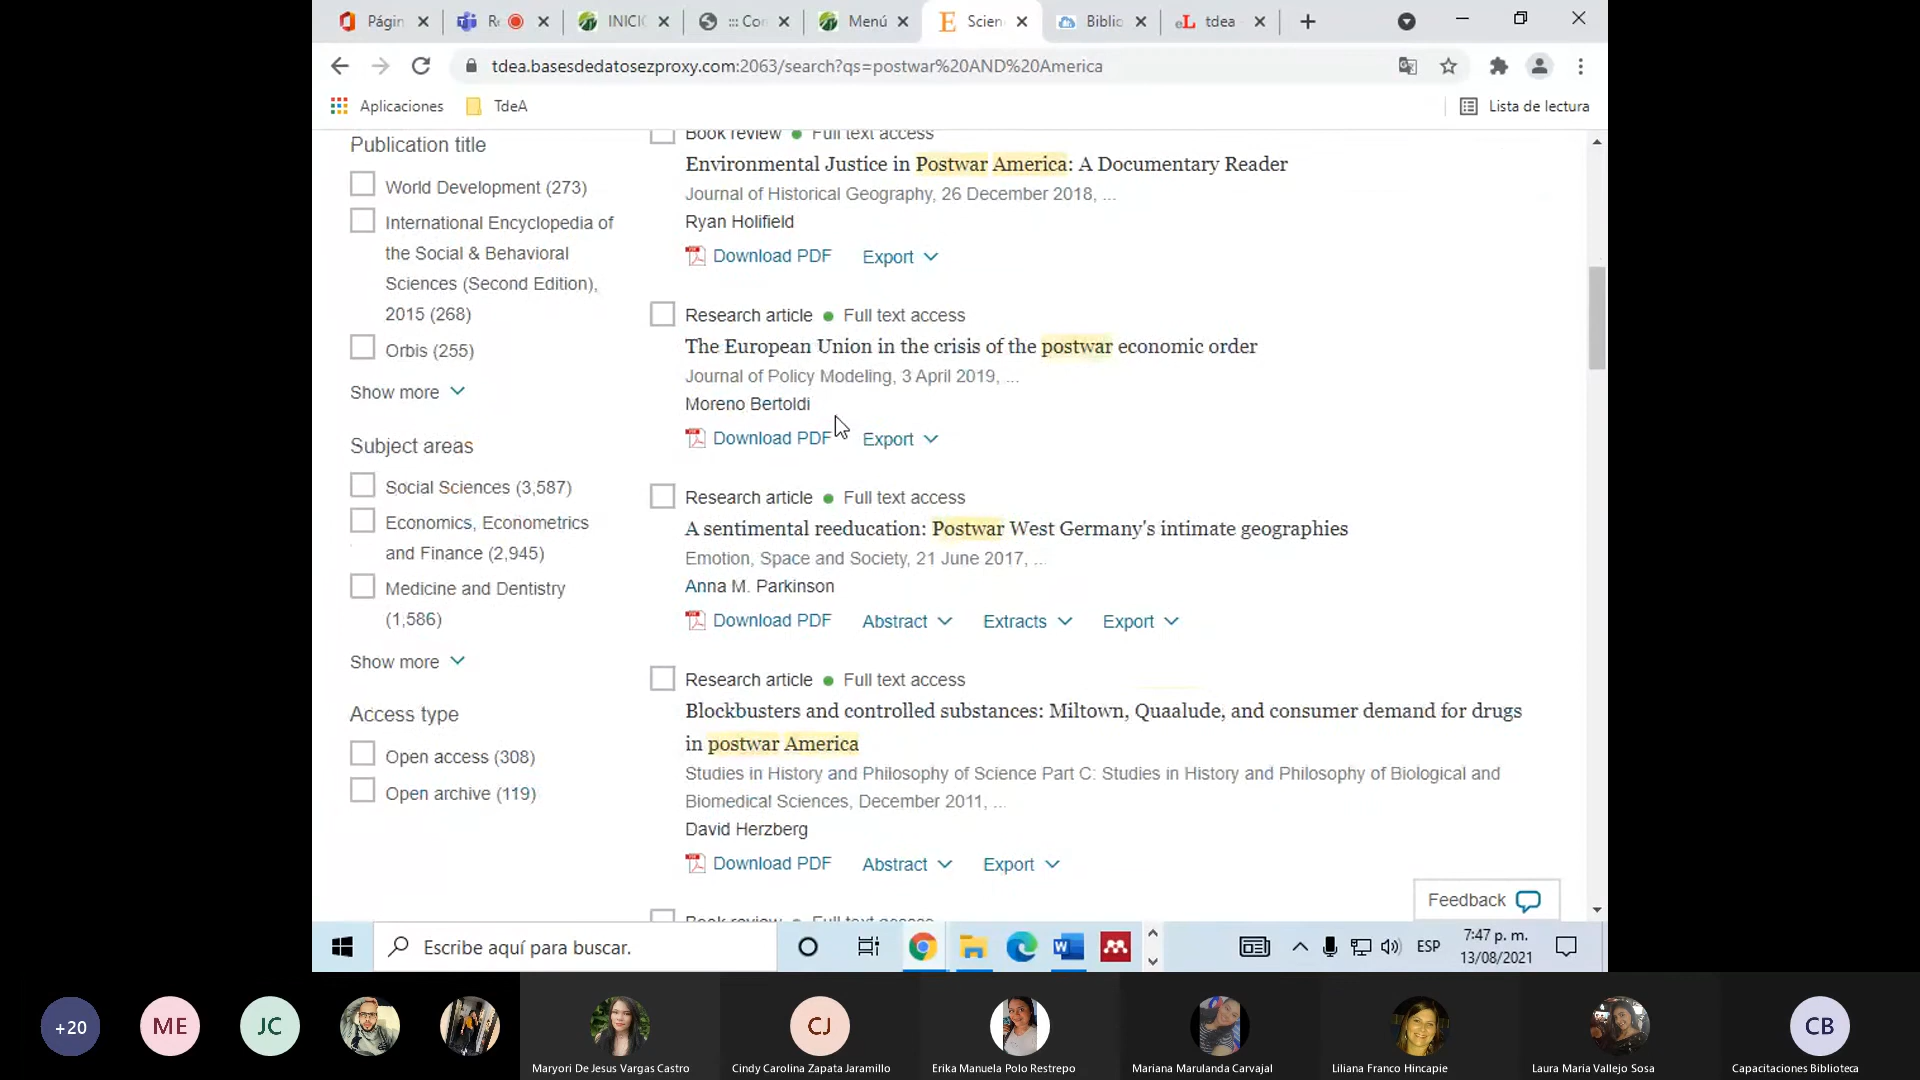 Págin
Re
INICI
::: Con
Menú
Scien
Biblio
tdea
tdea.basesdedatosezproxy.com:2063/search?qs=postwar%20AND%20America
Aplicaciones
TdeA
Lista de lectura
Publication title
World Development (273)
International Encyclopedia of
the Social & Behavioral
Sciences (Second Edition),
2015 (268)
Orbis (255)
Show more
Subject areas
Social Sciences (3,587)
Economics, Econometrics
and Finance (2,945)
Medicine and Dentistry
(1,586)
Show more
Access type
Open access (308)
Open archive (119)
Book review Full text access
Environmental Justice in Postwar America: A Documentary Reader
Journal of Historical Geography, 26 December 2018, ...
Ryan Holifield
Download PDF Export
Research article Full text access
The European Union in the crisis of the postwar economic order
Journal of Policy Modeling, 3 April 2019, ...
Moreno Bertoldi
Download PDF Export
Research article Full text access
A sentimental reeducation: Postwar West Germany's intimate geographies
Emotion, Space and Society, 21 June 2017, ...
Anna M. Parkinson
Download PDF Abstract Extracts Export
Research article Full text access
Blockbusters and controlled substances: Miltown, Quaalude, and consumer demand for drugs
in postwar America
Studies in History and Philosophy of Science Part C: Studies in History and Philosophy of Biological and
Biomedical Sciences, December 2011, ...
David Herzberg
Download PDF Abstract Export
Book review Full text access
Feedback
Escribe aquí para buscar.
ESP
7:47 p. m.
13/08/2021
+20
ME
JC
CJ
CB
Maryori De Jesus Vargas Castro
Cindy Carolina Zapata Jaramillo
Erika Manuela Polo Restrepo
Mariana Marulanda Carvajal
Liliana Franco Hincapie
Laura Maria Vallejo Sosa
Capacitaciones Biblioteca